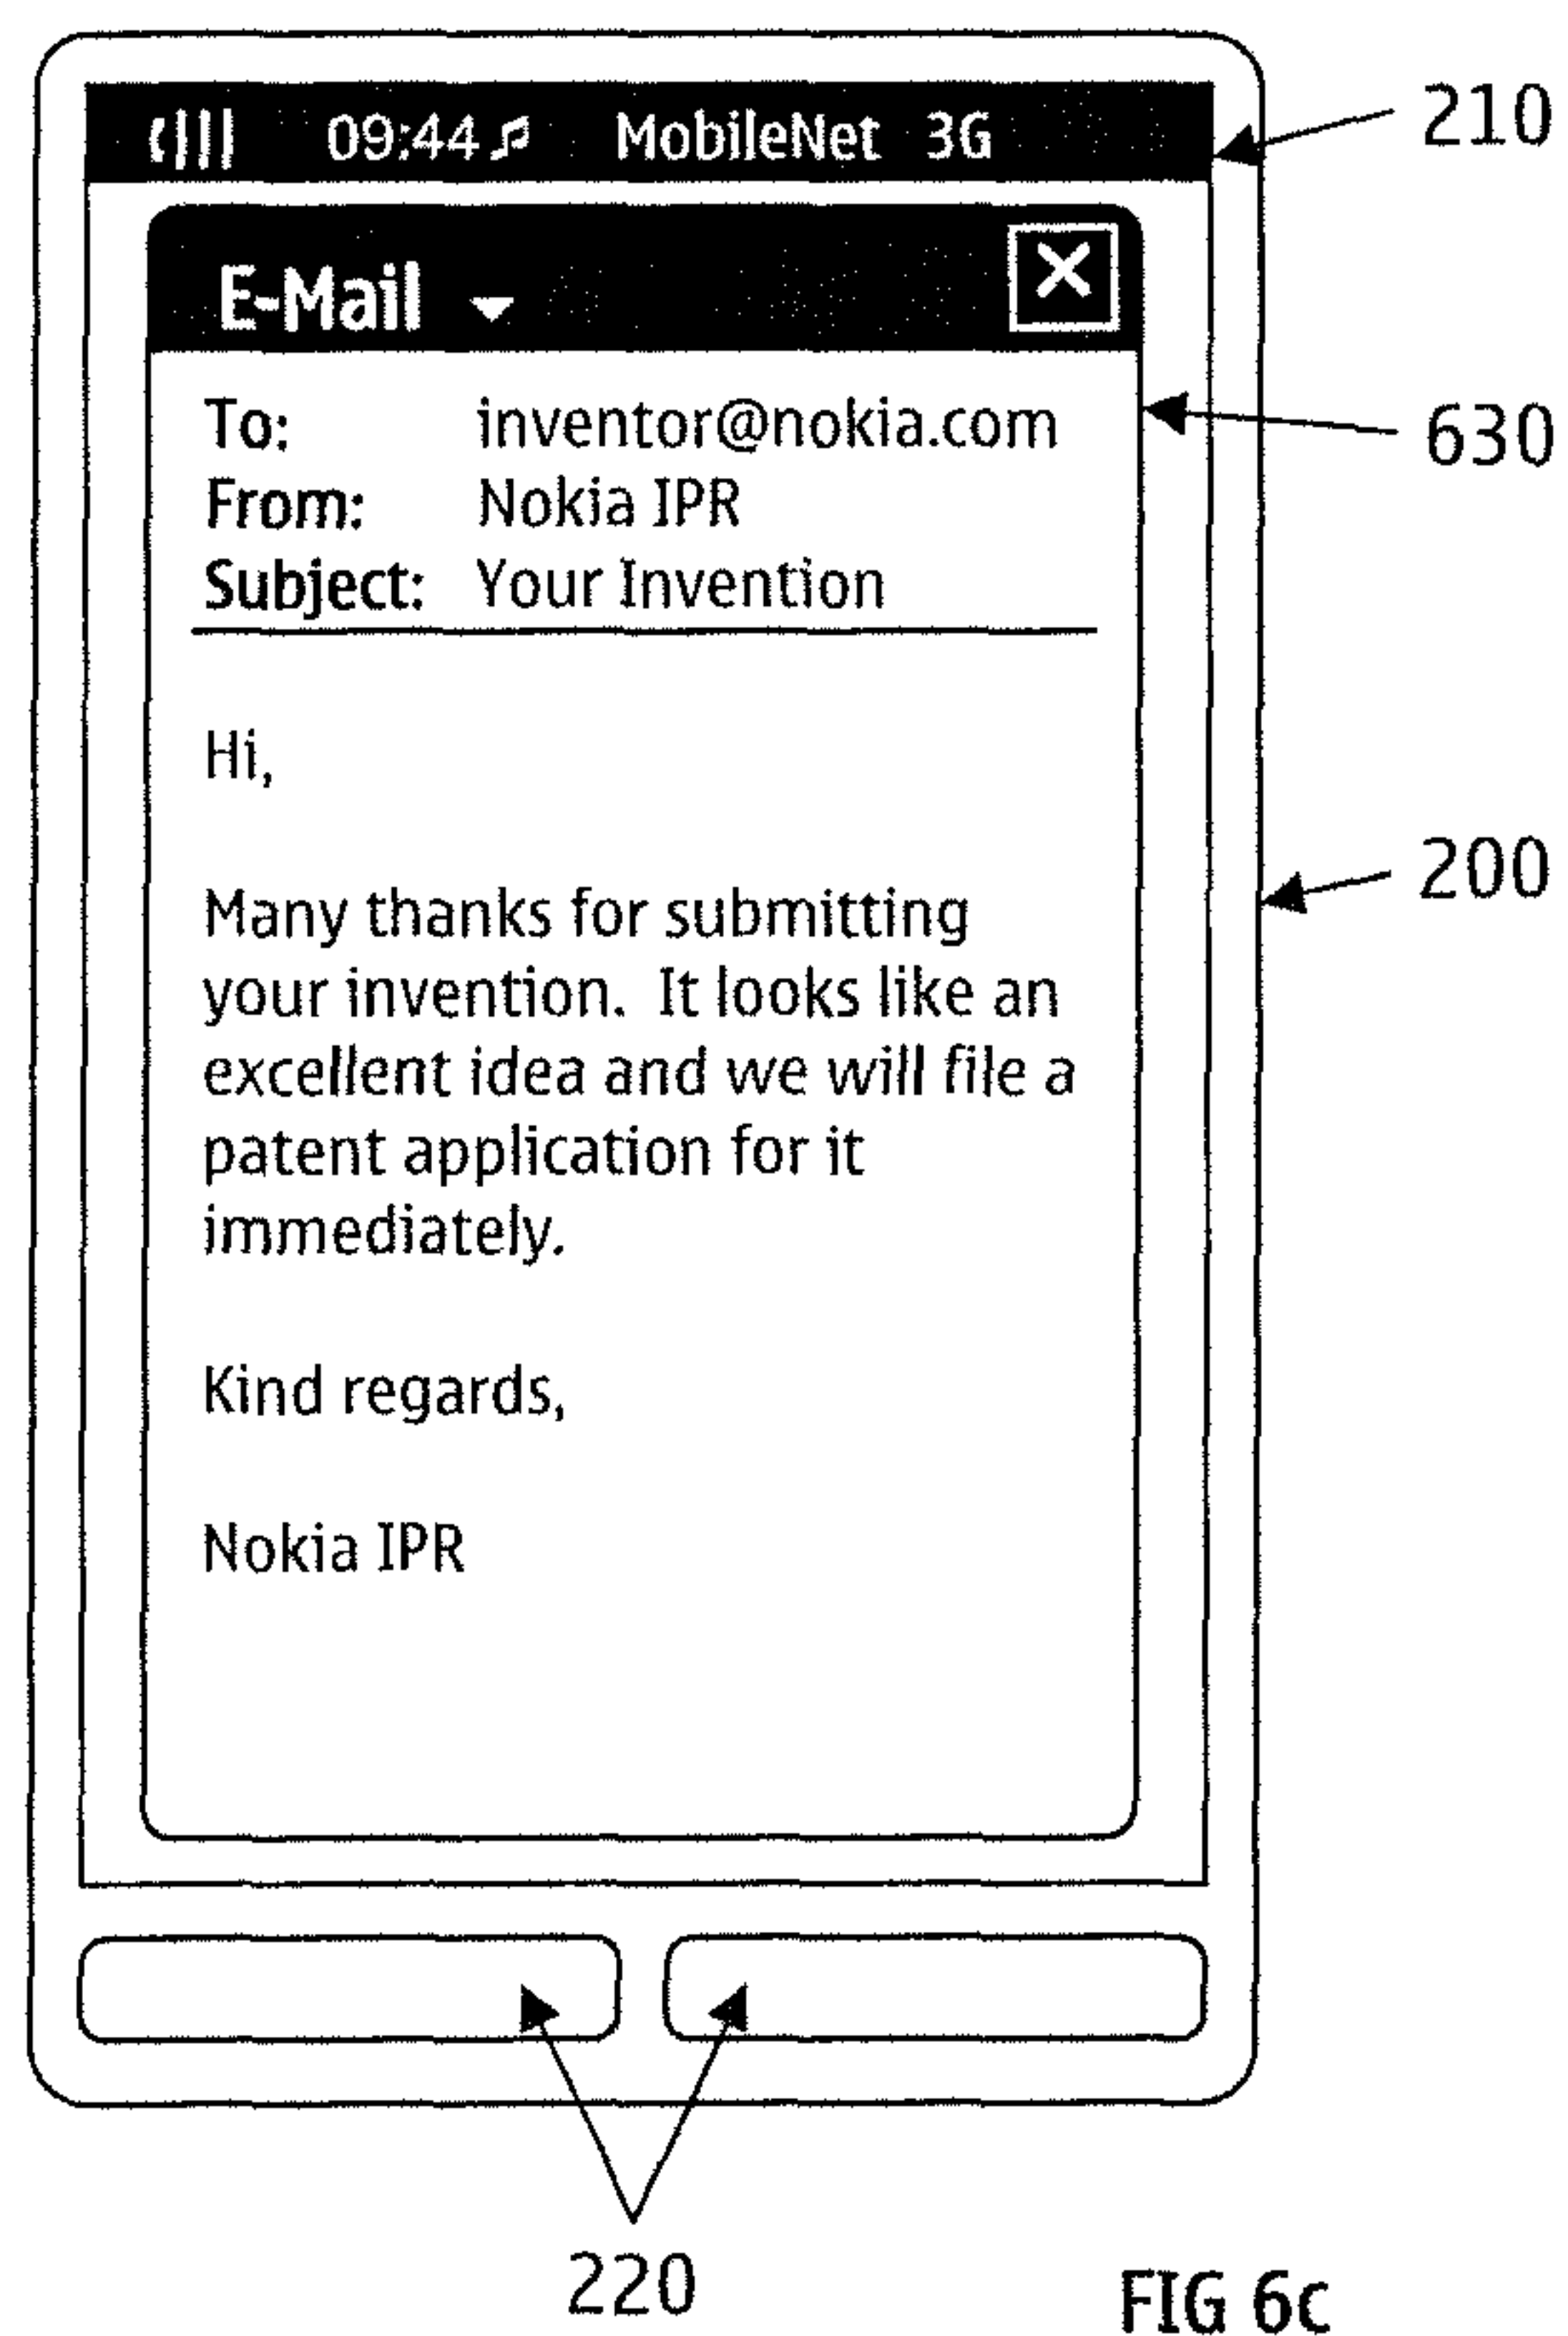 09:44 MobileNet 3G
210
E-Mail
To: inventor@nokia.com
630
From: Nokia IPR
Subject: Your Invention
Hi,
200
Many thanks for submitting
your invention. It looks like an
excellent idea and we will file a
patent application for it
immediately.
Kind regards,
Nokia IPR
220
FIG 6c